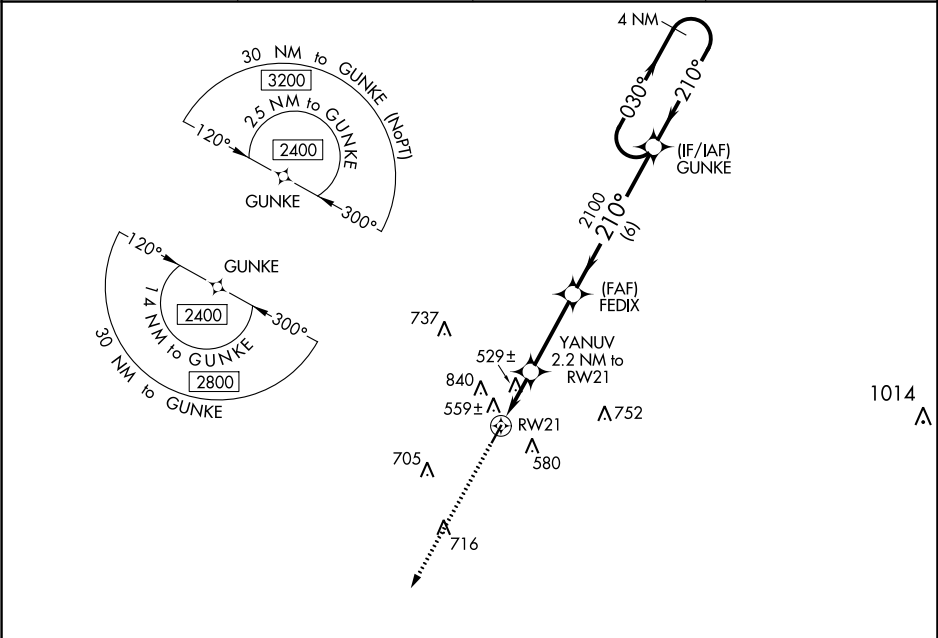 30 NM to GUNKE (NoPT)
3200
25 NM to GUNKE
2400
120°
300°
GUNKE
120°
GUNKE
300°
14 NM to GUNKE
2400
30 NM to GUNKE
2800
4 NM
030°
210°
(IF/IAF)
GUNKE
2100
210°
(6)
(FAF)
FEDIX
737
YANUV
2.2 NM to
RW21
529±
840
559±
752
1014
RW21
580
705
716